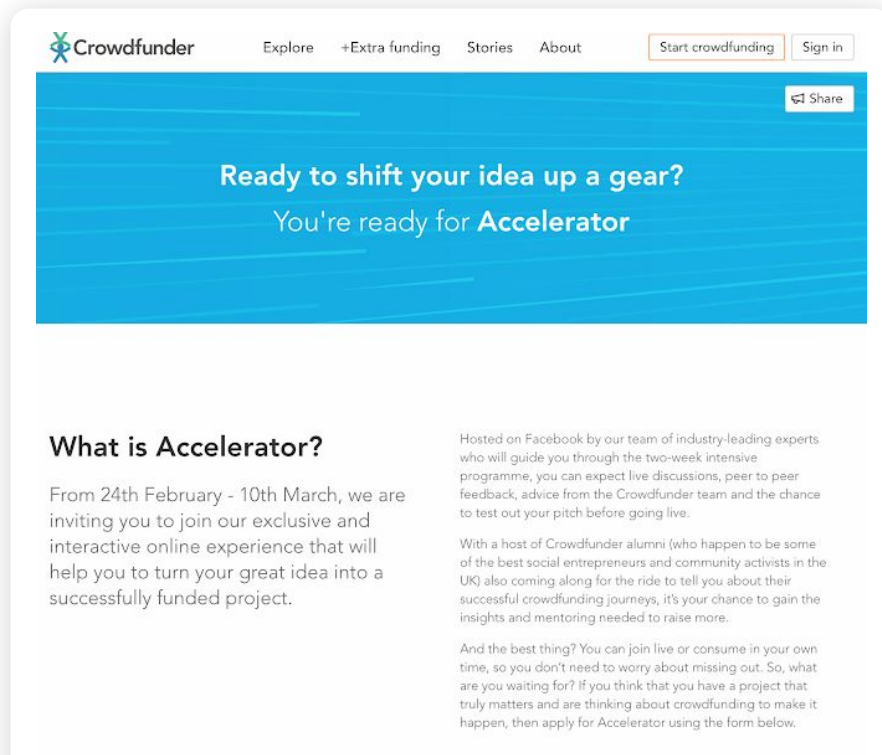 Crowdfunder
Explore +Extra funding Stories About
Start crowdfunding Sign in
Share
Ready to shift your idea up a gear?
You're ready for Accelerator
What is Accelerator?
From 24th February - 10th March, we are
inviting you to join our exclusive and
interactive online experience that will
help you to turn your great idea into a
successfully funded project.
Hosted on Facebook by our team of industry-leading experts
who will guide you through the two-week intensive
programme, you can expect live discussions, peer to peer
feedback, advice from the Crowdfunder team and the chance
to test out your pitch before going live.
With a host of Crowdfunder alumni (who happen to be some
of the best social entrepreneurs and community activists in the
UK) also coming along for the ride to tell you about their
successful crowdfunding journeys, it's your chance to gain the
insights and mentoring needed to raise more.
And the best thing? You can join live or consume in your own
time, so you don't need to worry about missing out. So, what
are you waiting for? If you think that you have a project that
truly matters and are thinking about crowdfunding to make it
happen, then apply for Accelerator using the form below.